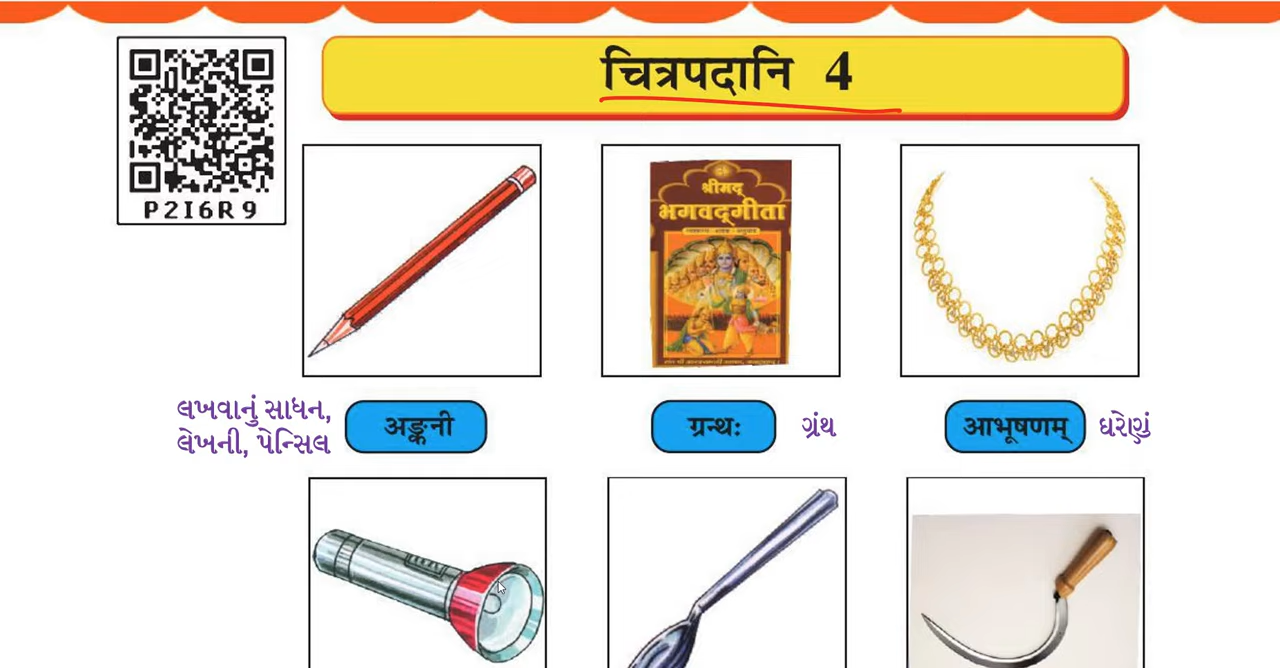 चित्रपदानि 4
P2I6R9
श्रीमद्
भगवद्गीता
લખવાનું સાધન,
લેખની, પેન્સિલ
अङ्कनी
ग्रन्थः
ગ્રંથ
आभूषणम्
ઘરેણું